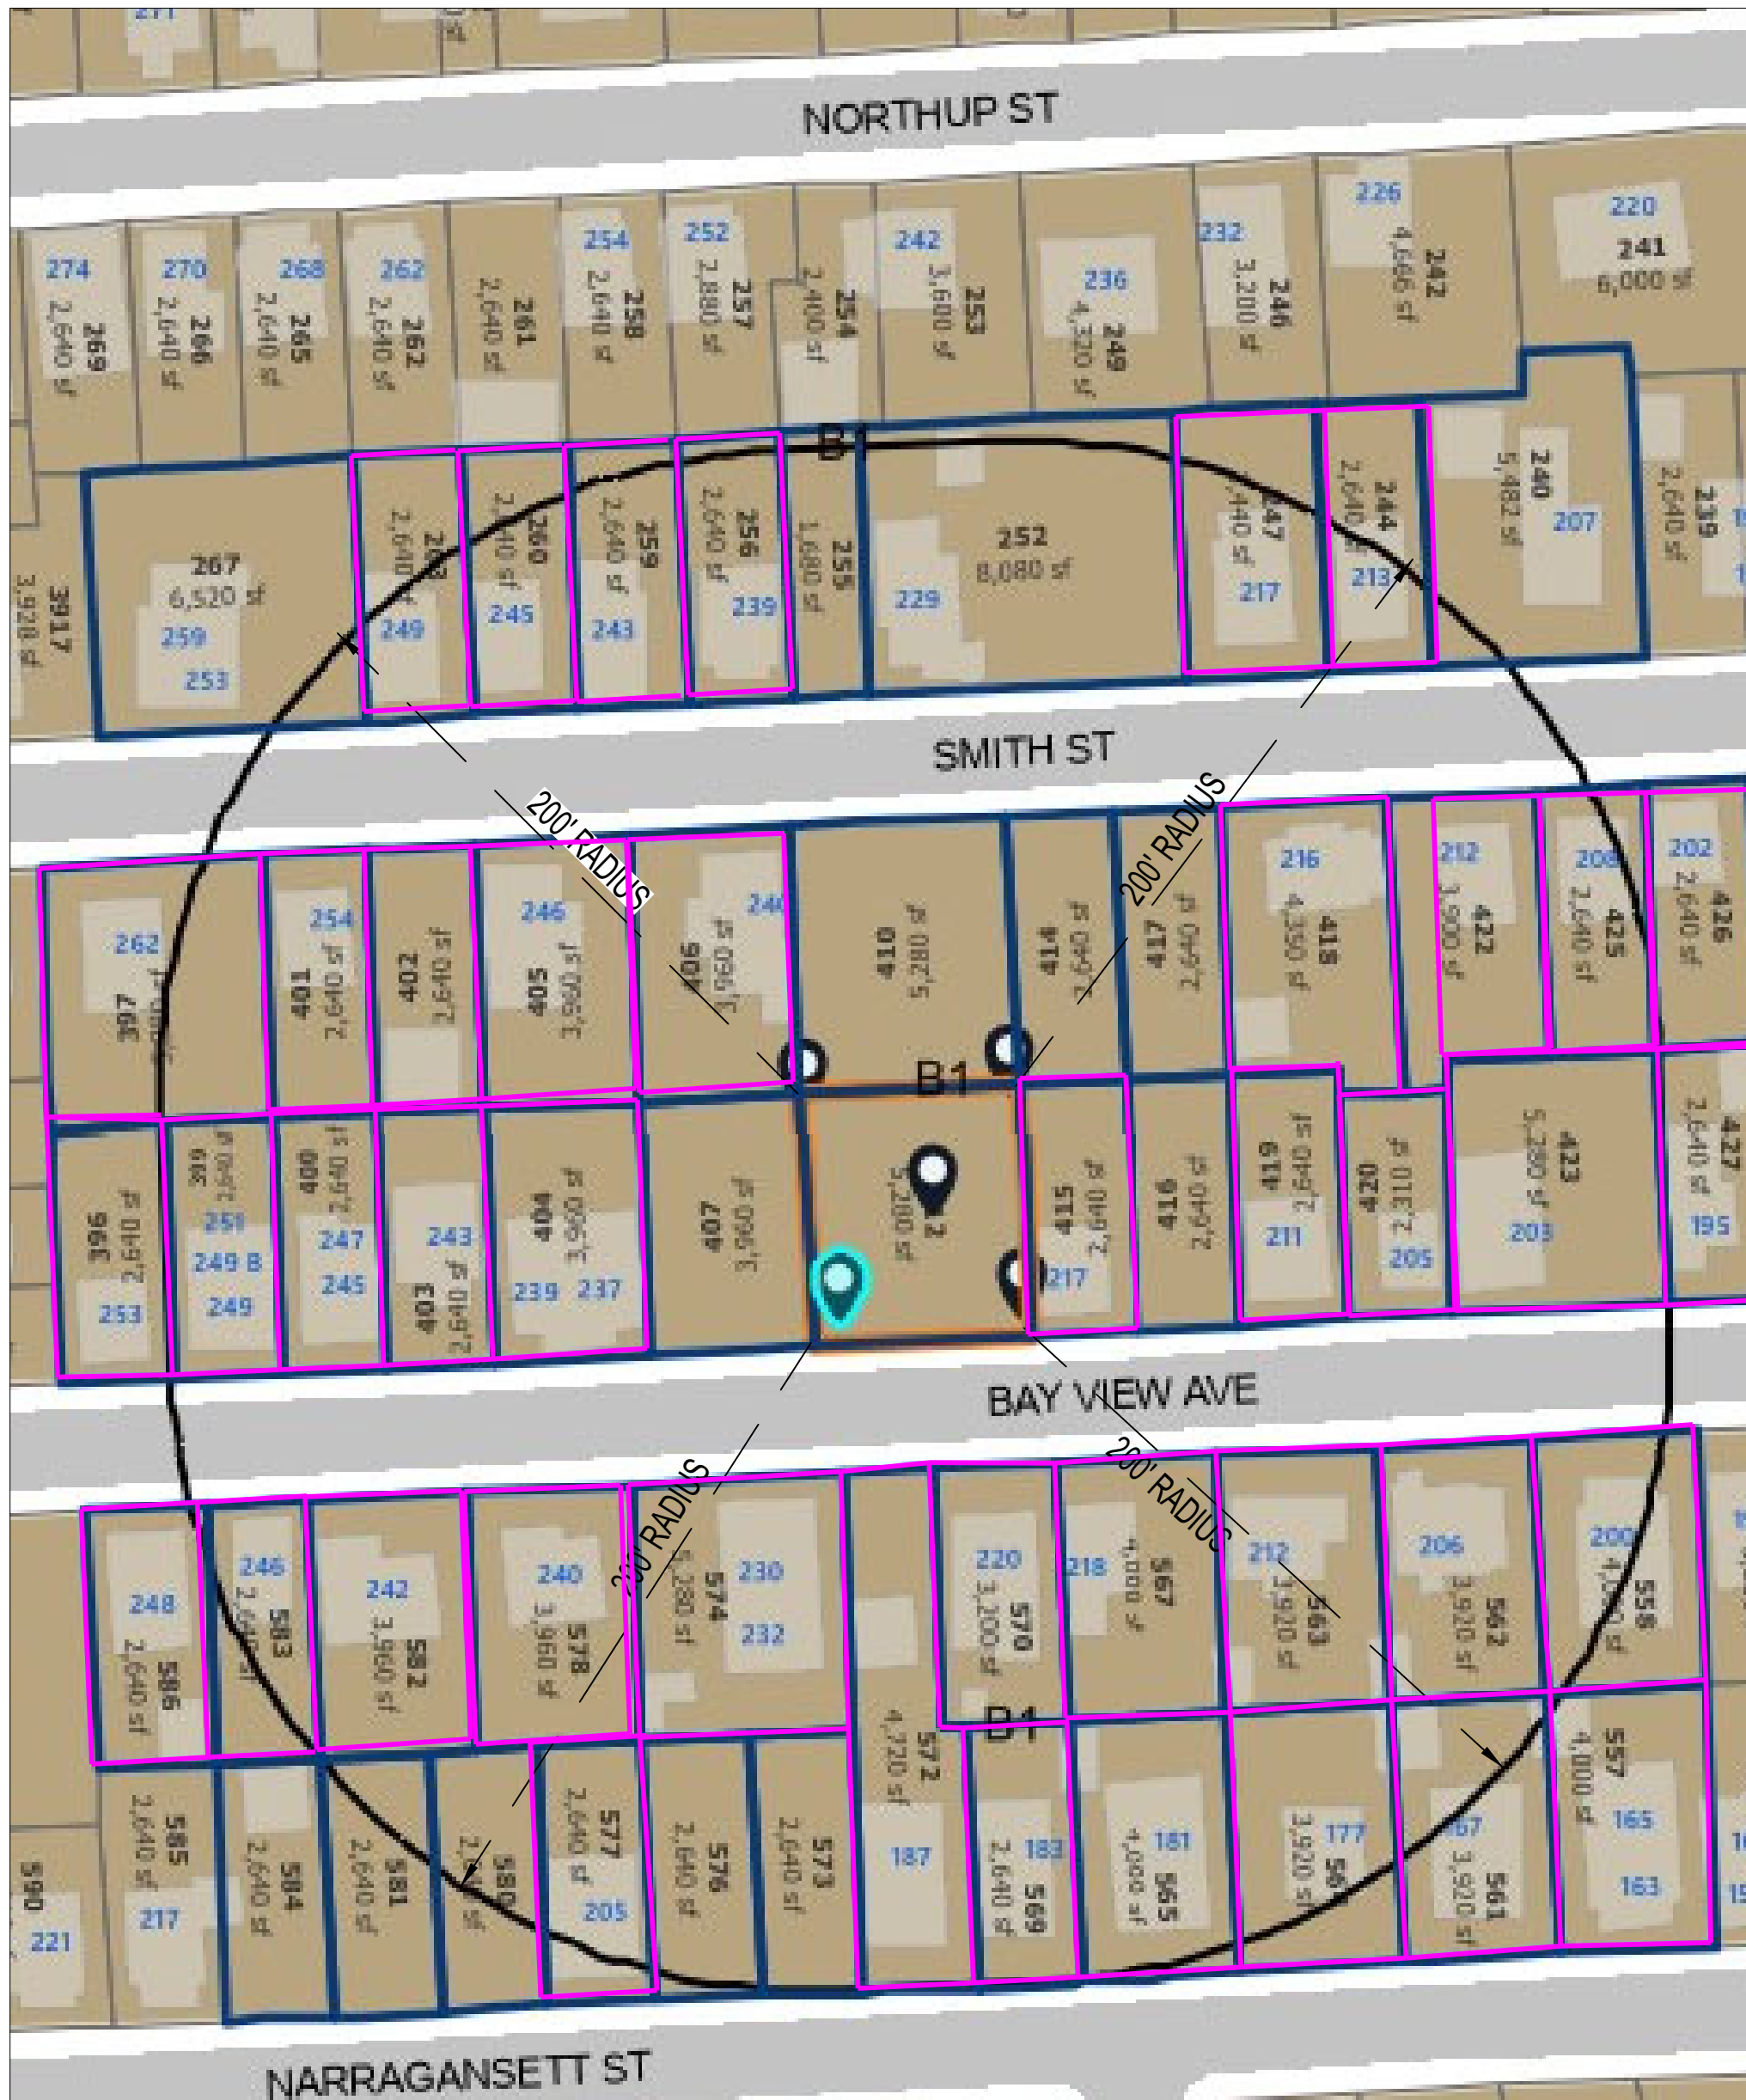 NORTHUP ST
274
269
2,640 sf
270
266
2,640 sf
268
265
2,640 sf
262
262
2,640 sf
261
2,640 sf
254
258
2,640 sf
252
257
2,880 sf
254
2,400 sf
242
253
3,600 sf
236
249
4,320 sf
232
246
3,200 sf
226
242
220
241
6,000 sf
3917
3,920 sf
267
6,520 sf
259
253
249
245
260
2,640 sf
243
259
2,640 sf
239
256
2,640 sf
B1
255
1,680 sf
229
252
8,080 sf
217
213
244
207
240
5,482 sf
239
2,640 sf
SMITH ST
200' RADIUS
200' RADIUS
262
397
254
401
2,640 sf
402
2,640 sf
246
405
3,960 sf
406
3,960 sf
410
5,280 sf
414
2,640 sf
417
2,640 sf
216
418
4,350 sf
212
422
3,900 sf
208
425
2,640 sf
202
426
2,640 sf
B1
396
2,640 sf
253
399
2,640 sf
251
249 B
249
400
2,640 sf
247
245
243
403
2,640 sf
404
3,960 sf
239
237
407
3,960 sf
5,280 sf
415
2,640 sf
217
416
2,640 sf
419
2,640 sf
211
420
2,310 sf
205
423
5,280 sf
203
427
2,640 sf
195
BAY VIEW AVE
200' RADIUS
200' RADIUS
248
586
2,640 sf
246
583
2,640 sf
242
582
3,960 sf
240
578
3,960 sf
230
232
574
5,280 sf
220
570
3,200 sf
218
567
4,000 sf
212
563
3,920 sf
206
562
3,920 sf
200
558
B1
590
221
585
2,640 sf
217
584
2,640 sf
581
2,640 sf
580
577
2,640 sf
205
576
2,640 sf
573
2,640 sf
572
4,720 sf
187
183
569
2,640 sf
181
565
177
3,920 sf
561
3,920 sf
557
4,000 sf
165
163
NARRAGANSETT ST